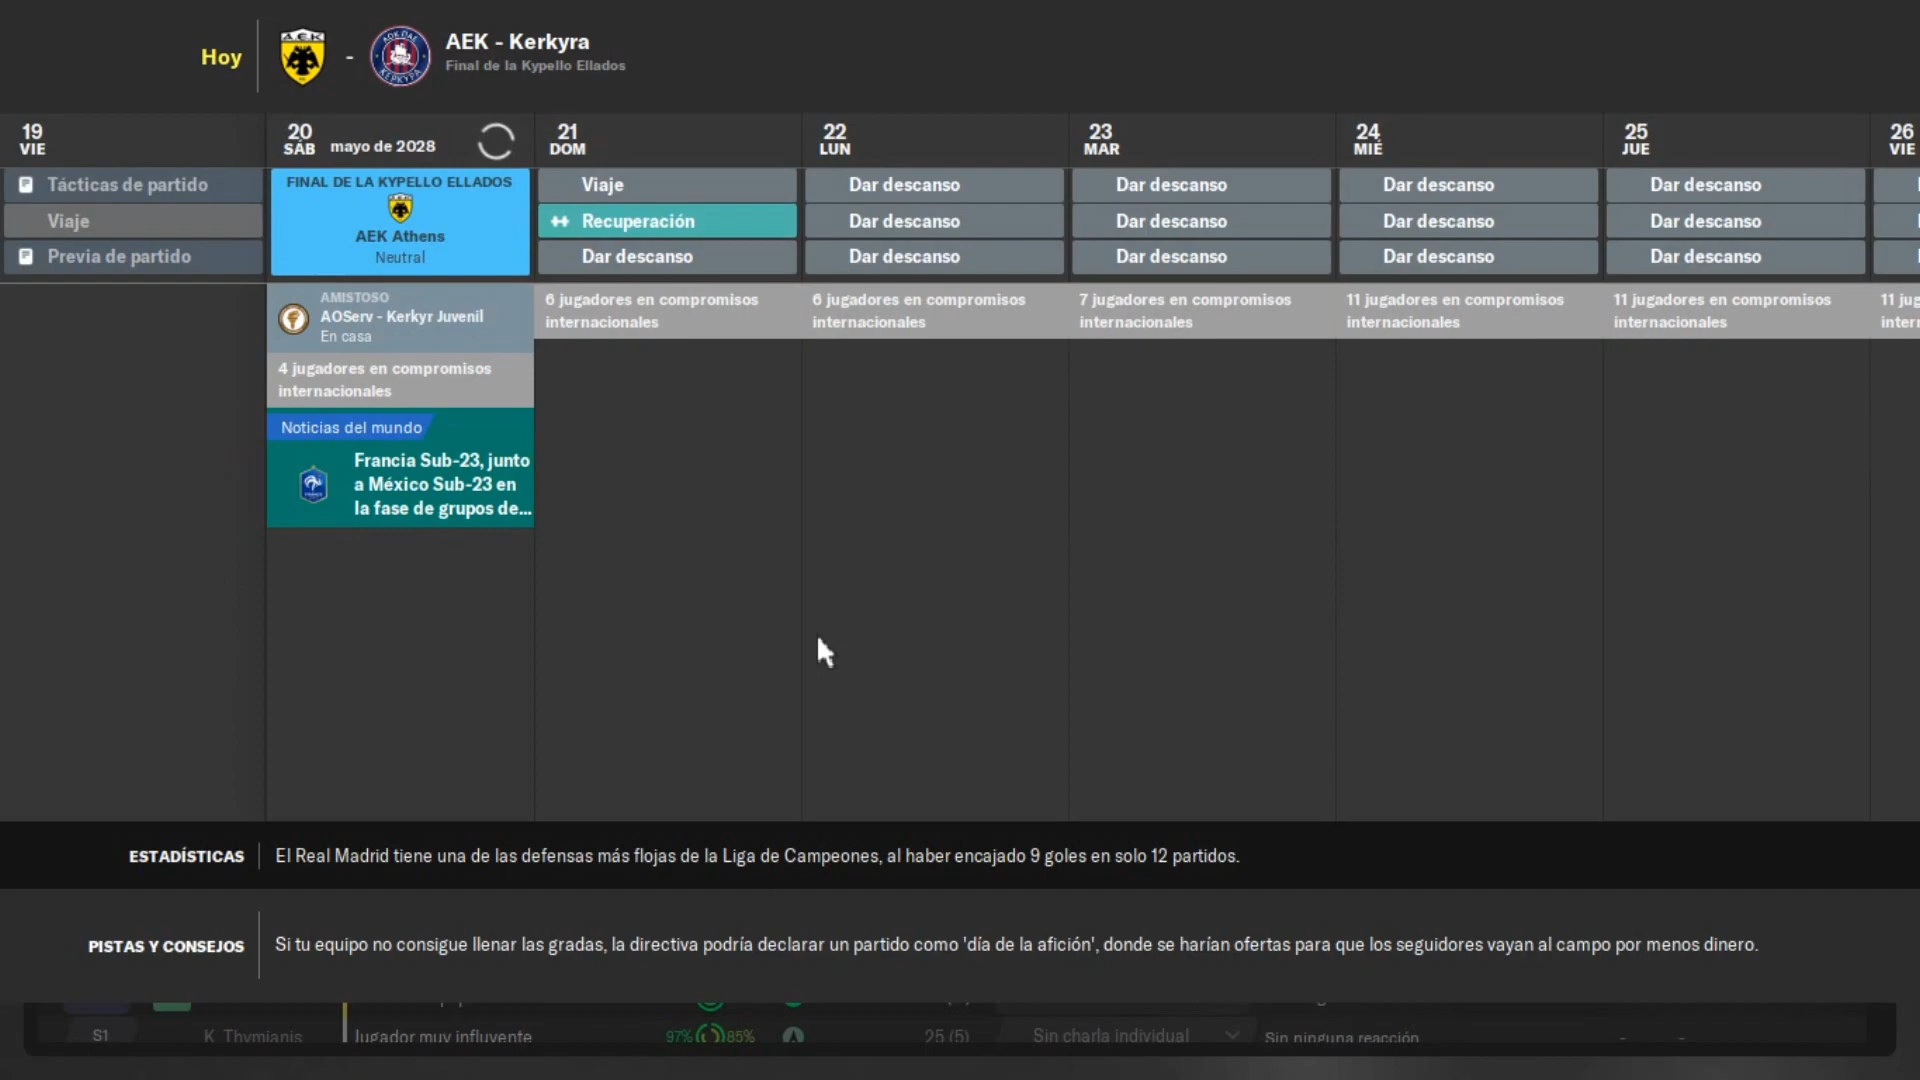 Hoy
AEK - Kerkyra
Final de la Kypello Ellados
19
VIE
20
SÁB
mayo de 2028
21
DOM
22
LUN
23
MAR
24
MIÉ
25
JUE
26
VIE
Tácticas de partido
Viaje
Previa de partido
FINAL DE LA KYPELLO ELLADOS
AEK Athens
Neutral
Viaje
Recuperación
Dar descanso
Dar descanso
Dar descanso
Dar descanso
Dar descanso
Dar descanso
Dar descanso
Dar descanso
Dar descanso
Dar descanso
Dar descanso
Dar descanso
Dar descanso
AMISTOSO
AOServ - Kerkyr Juvenil
En casa
4 jugadores en compromisos
internacionales
Noticias del mundo
Francia Sub-23, junto
a México Sub-23 en
la fase de grupos de...
6 jugadores en compromisos
internacionales
6 jugadores en compromisos
internacionales
7 jugadores en compromisos
internacionales
11 jugadores en compromisos
internacionales
11 jugadores en compromisos
internacionales
11 jug
inter
ESTADÍSTICAS
El Real Madrid tiene una de las defensas más flojas de la Liga de Campeones, al haber encajado 9 goles en solo 12 partidos.
PISTAS Y CONSEJOS
Si tu equipo no consigue llenar las gradas, la directiva podría declarar un partido como 'día de la afición', donde se harían ofertas para que los seguidores vayan al campo por menos dinero.
S1
K. Thymianis
Jugador muy influyente
97%
85%
25 (5)
Sin charla individual
Sin ninguna reacción
- -